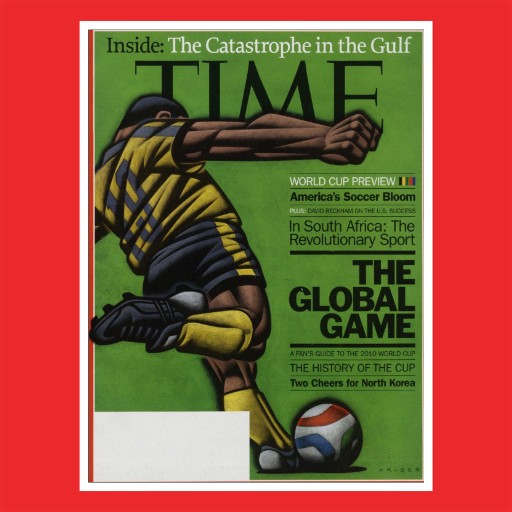 Inside: The Catastrophe in the Gulf
TIME
WORLD CUP PREVIEW
America's Soccer Bloom
PLUS: DAVID BECKHAM ON THE U.S. SUCCESS
In South Africa: The
Revolutionary Sport
THE
GLOBAL
GAME
A FAN'S GUIDE TO THE 2010 WORLD CUP
THE HISTORY OF THE CUP
Two Cheers for North Korea
KRAISER